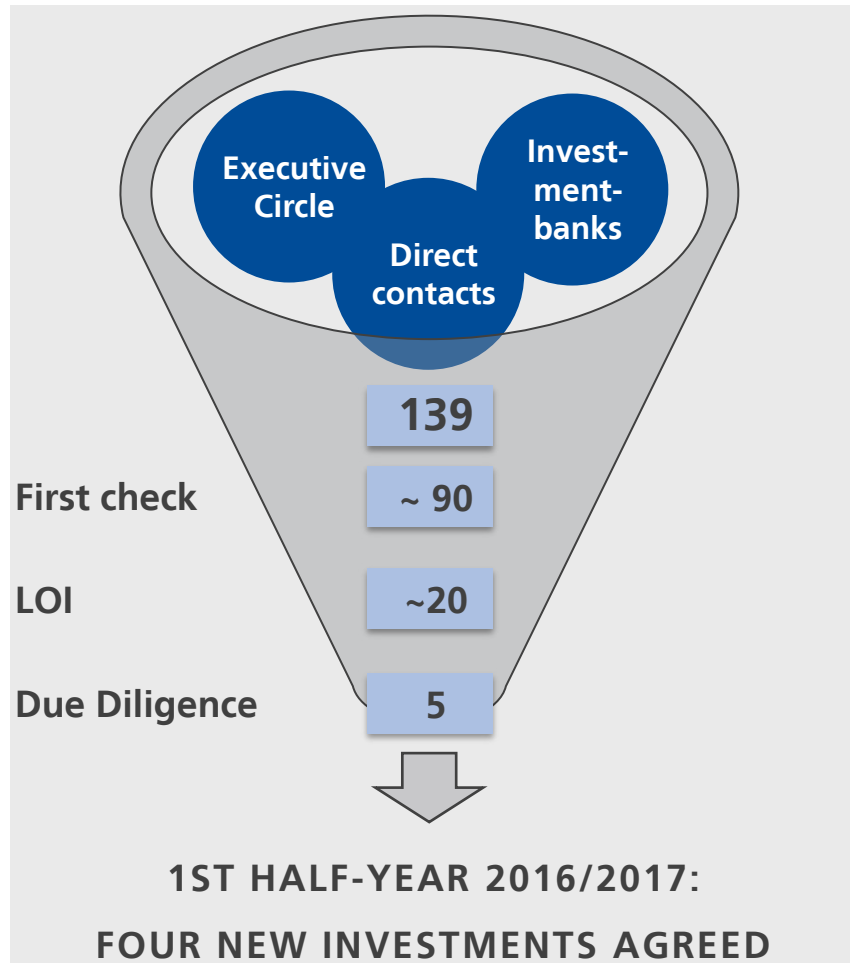 Executive
Circle
Invest-
ment-
banks
Direct
contacts
139
First check
~ 90
LOI
~20
Due Diligence
5
1ST HALF-YEAR 2016/2017:
FOUR NEW INVESTMENTS AGREED